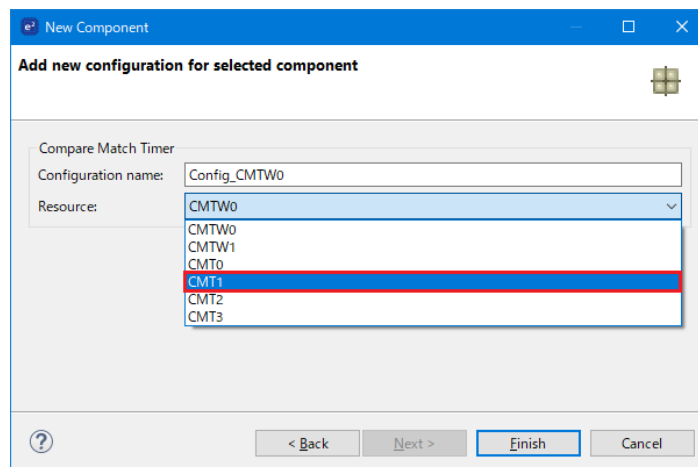 e² New Component
Add new configuration for selected component
Compare Match Timer
Configuration name: Config_CMTW0
Resource: CMTW0
CMTW0
CMTW1
CMT0
CMT1
CMT2
CMT3
? < Back Next > Finish Cancel